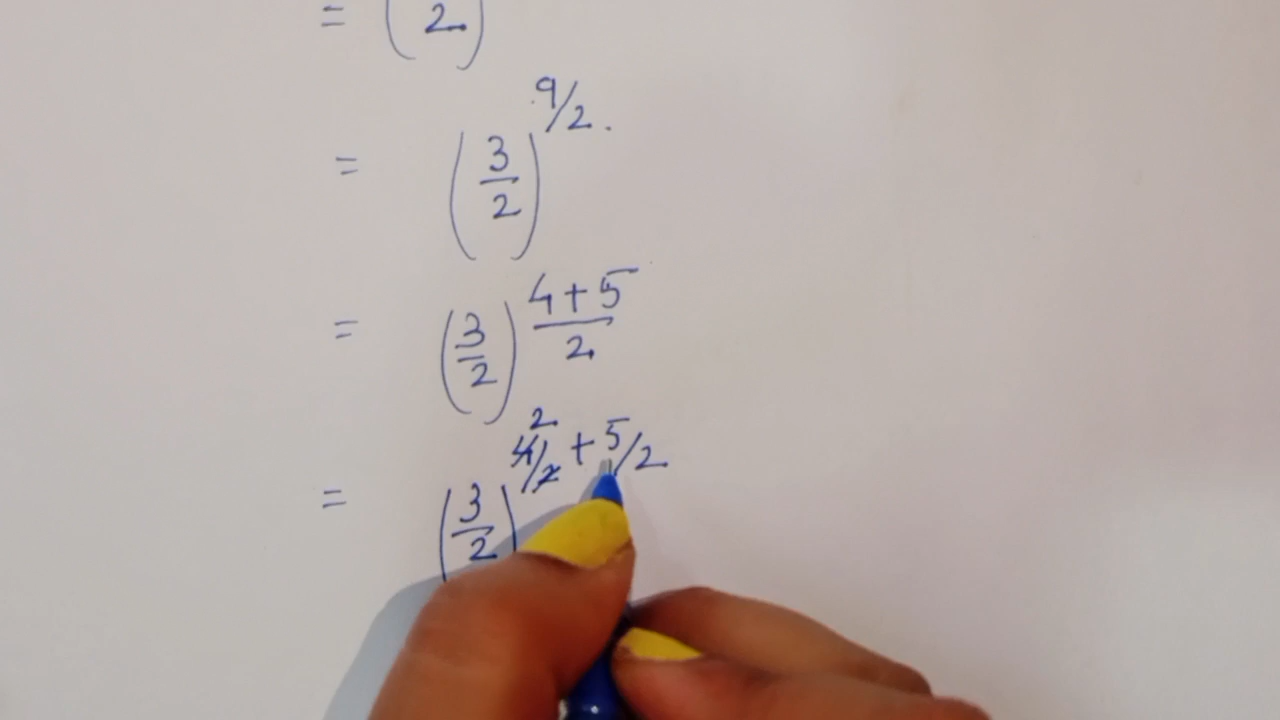 = ( 2 )
= (3/2)^9/2.
= (3/2)^(4+5)/2
= (3/2)^4/2 2 + 5/2